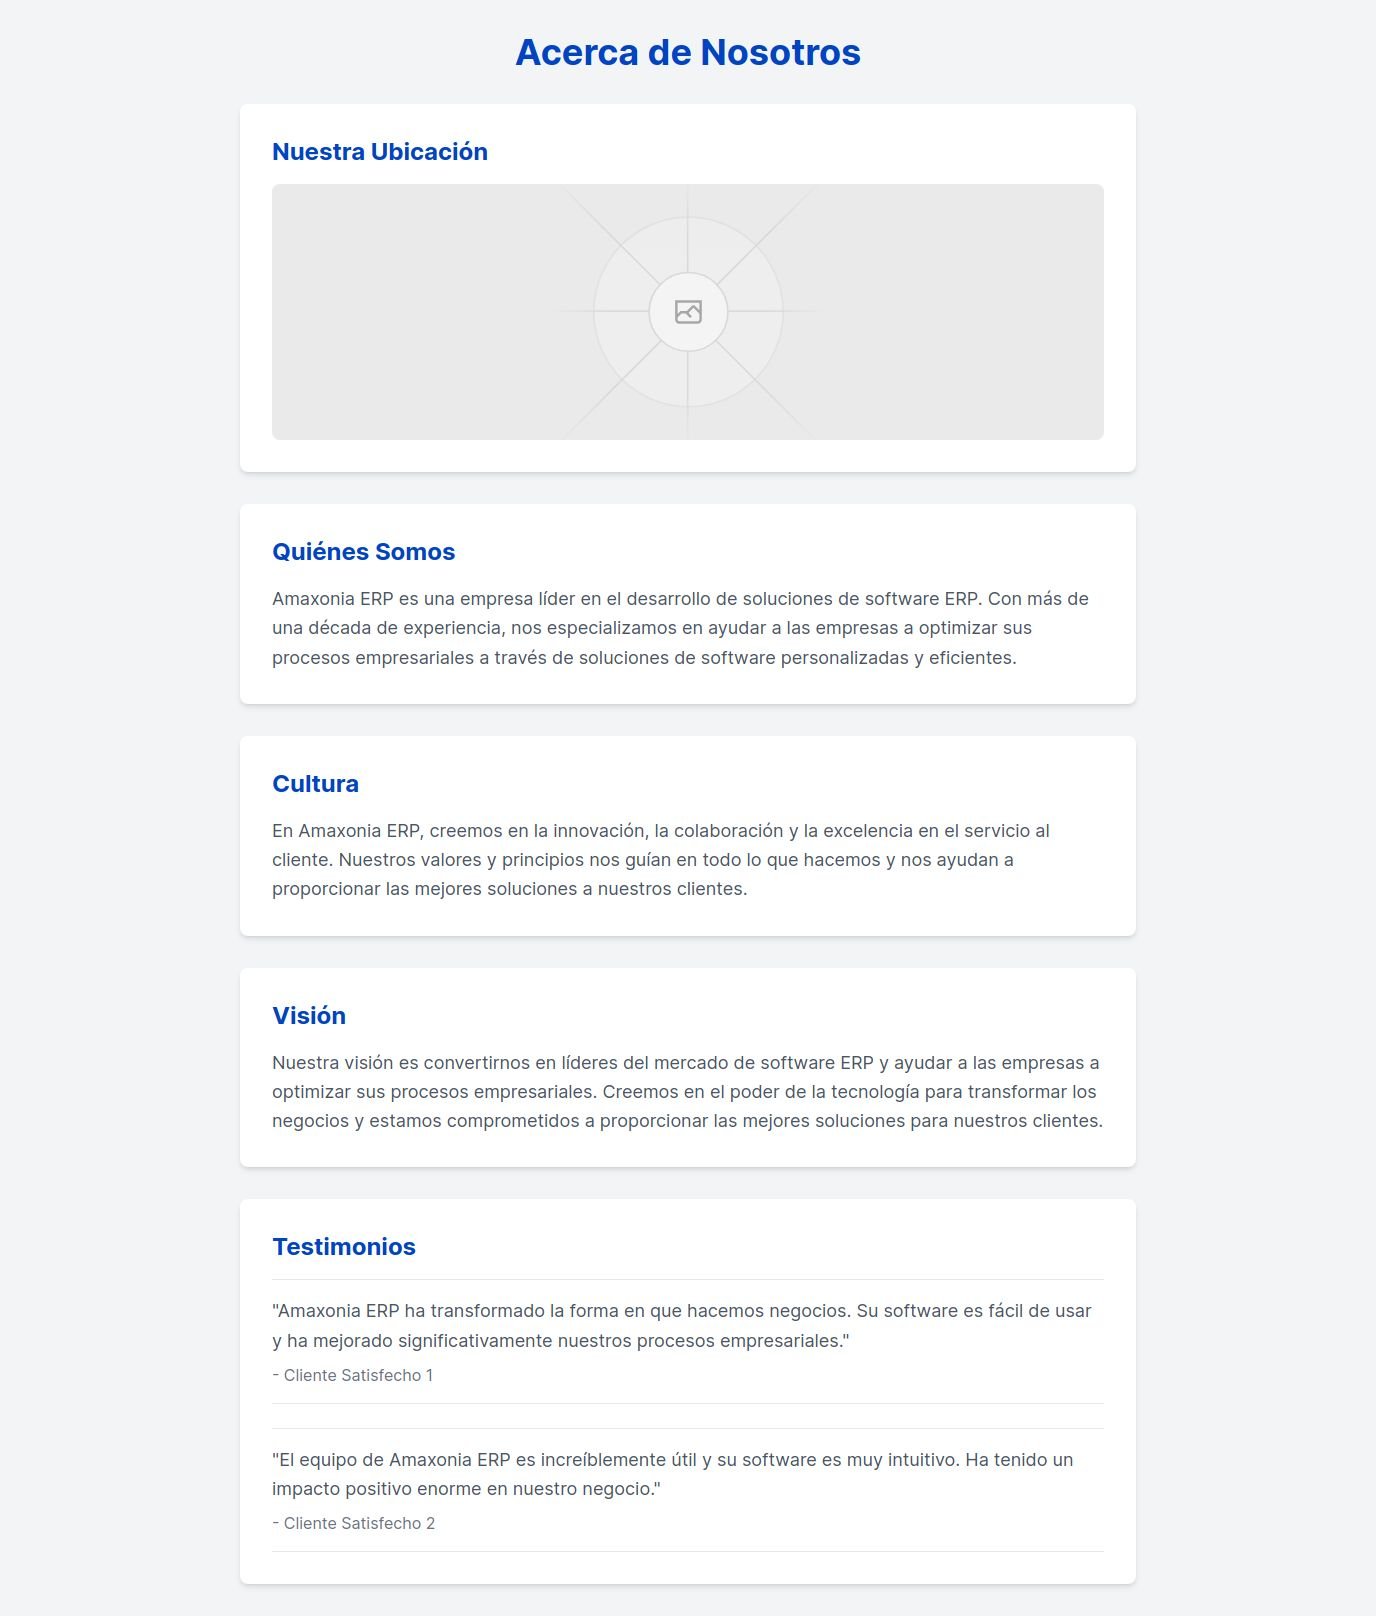 Acerca de Nosotros
Nuestra Ubicación
Quiénes Somos
Amaxonia ERP es una empresa líder en el desarrollo de soluciones de software ERP. Con más de
una década de experiencia, nos especializamos en ayudar a las empresas a optimizar sus
procesos empresariales a través de soluciones de software personalizadas y eficientes.
Cultura
En Amaxonia ERP, creemos en la innovación, la colaboración y la excelencia en el servicio al
cliente. Nuestros valores y principios nos guían en todo lo que hacemos y nos ayudan a
proporcionar las mejores soluciones a nuestros clientes.
Visión
Nuestra visión es convertirnos en líderes del mercado de software ERP y ayudar a las empresas a
optimizar sus procesos empresariales. Creemos en el poder de la tecnología para transformar los
negocios y estamos comprometidos a proporcionar las mejores soluciones para nuestros clientes.
Testimonios
"Amaxonia ERP ha transformado la forma en que hacemos negocios. Su software es fácil de usar
y ha mejorado significativamente nuestros procesos empresariales."
- Cliente Satisfecho 1
"El equipo de Amaxonia ERP es increíblemente útil y su software es muy intuitivo. Ha tenido un
impacto positivo enorme en nuestro negocio."
- Cliente Satisfecho 2